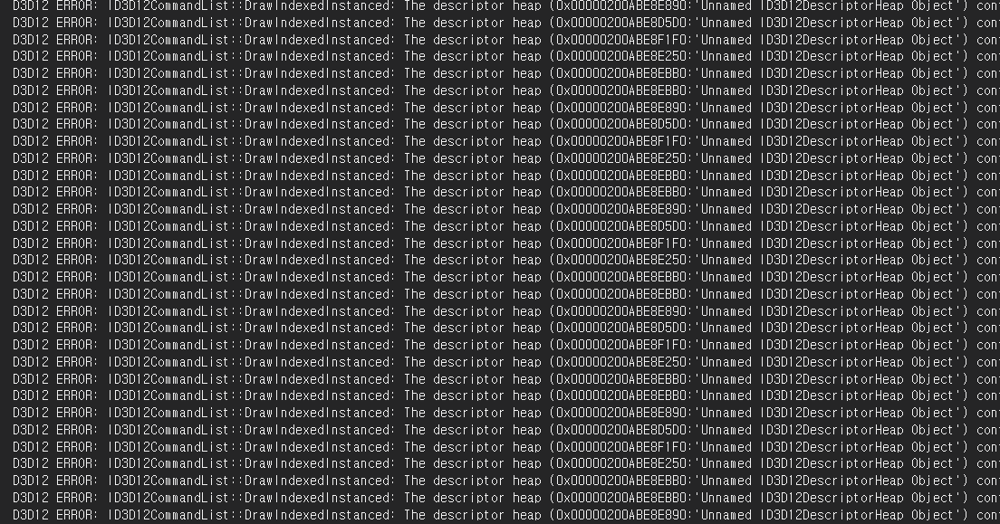 D3D12 ERROR: ID3D12CommandList::DrawIndexedInstanced: The descriptor heap (0x00000200ABE8E890:'Unnamed ID3D12DescriptorHeap Object') con
D3D12 ERROR: ID3D12CommandList::DrawIndexedInstanced: The descriptor heap (0x00000200ABE8D5D0:'Unnamed ID3D12DescriptorHeap Object') con
D3D12 ERROR: ID3D12CommandList::DrawIndexedInstanced: The descriptor heap (0x00000200ABE8F1F0:'Unnamed ID3D12DescriptorHeap Object') con
D3D12 ERROR: ID3D12CommandList::DrawIndexedInstanced: The descriptor heap (0x00000200ABE8E250:'Unnamed ID3D12DescriptorHeap Object') con
D3D12 ERROR: ID3D12CommandList::DrawIndexedInstanced: The descriptor heap (0x00000200ABE8EBB0:'Unnamed ID3D12DescriptorHeap Object') con
D3D12 ERROR: ID3D12CommandList::DrawIndexedInstanced: The descriptor heap (0x00000200ABE8E890:'Unnamed ID3D12DescriptorHeap Object') con
D3D12 ERROR: ID3D12CommandList::DrawIndexedInstanced: The descriptor heap (0x00000200ABE8E890:'Unnamed ID3D12DescriptorHeap Object') con
D3D12 ERROR: ID3D12CommandList::DrawIndexedInstanced: The descriptor heap (0x00000200ABE8D5D0:'Unnamed ID3D12DescriptorHeap Object') con
D3D12 ERROR: ID3D12CommandList::DrawIndexedInstanced: The descriptor heap (0x00000200ABE8F1F0:'Unnamed ID3D12DescriptorHeap Object') con
D3D12 ERROR: ID3D12CommandList::DrawIndexedInstanced: The descriptor heap (0x00000200ABE8E250:'Unnamed ID3D12DescriptorHeap Object') con
D3D12 ERROR: ID3D12CommandList::DrawIndexedInstanced: The descriptor heap (0x00000200ABE8EBB0:'Unnamed ID3D12DescriptorHeap Object') con
D3D12 ERROR: ID3D12CommandList::DrawIndexedInstanced: The descriptor heap (0x00000200ABE8EBB0:'Unnamed ID3D12DescriptorHeap Object') con
D3D12 ERROR: ID3D12CommandList::DrawIndexedInstanced: The descriptor heap (0x00000200ABE8E890:'Unnamed ID3D12DescriptorHeap Object') con
D3D12 ERROR: ID3D12CommandList::DrawIndexedInstanced: The descriptor heap (0x00000200ABE8D5D0:'Unnamed ID3D12DescriptorHeap Object') con
D3D12 ERROR: ID3D12CommandList::DrawIndexedInstanced: The descriptor heap (0x00000200ABE8F1F0:'Unnamed ID3D12DescriptorHeap Object') con
D3D12 ERROR: ID3D12CommandList::DrawIndexedInstanced: The descriptor heap (0x00000200ABE8E250:'Unnamed ID3D12DescriptorHeap Object') con
D3D12 ERROR: ID3D12CommandList::DrawIndexedInstanced: The descriptor heap (0x00000200ABE8EBB0:'Unnamed ID3D12DescriptorHeap Object') con
D3D12 ERROR: ID3D12CommandList::DrawIndexedInstanced: The descriptor heap (0x00000200ABE8EBB0:'Unnamed ID3D12DescriptorHeap Object') con
D3D12 ERROR: ID3D12CommandList::DrawIndexedInstanced: The descriptor heap (0x00000200ABE8E890:'Unnamed ID3D12DescriptorHeap Object') con
D3D12 ERROR: ID3D12CommandList::DrawIndexedInstanced: The descriptor heap (0x00000200ABE8D5D0:'Unnamed ID3D12DescriptorHeap Object') con
D3D12 ERROR: ID3D12CommandList::DrawIndexedInstanced: The descriptor heap (0x00000200ABE8F1F0:'Unnamed ID3D12DescriptorHeap Object') con
D3D12 ERROR: ID3D12CommandList::DrawIndexedInstanced: The descriptor heap (0x00000200ABE8E250:'Unnamed ID3D12DescriptorHeap Object') con
D3D12 ERROR: ID3D12CommandList::DrawIndexedInstanced: The descriptor heap (0x00000200ABE8EBB0:'Unnamed ID3D12DescriptorHeap Object') con
D3D12 ERROR: ID3D12CommandList::DrawIndexedInstanced: The descriptor heap (0x00000200ABE8EBB0:'Unnamed ID3D12DescriptorHeap Object') con
D3D12 ERROR: ID3D12CommandList::DrawIndexedInstanced: The descriptor heap (0x00000200ABE8E890:'Unnamed ID3D12DescriptorHeap Object') con
D3D12 ERROR: ID3D12CommandList::DrawIndexedInstanced: The descriptor heap (0x00000200ABE8D5D0:'Unnamed ID3D12DescriptorHeap Object') con
D3D12 ERROR: ID3D12CommandList::DrawIndexedInstanced: The descriptor heap (0x00000200ABE8F1F0:'Unnamed ID3D12DescriptorHeap Object') con
D3D12 ERROR: ID3D12CommandList::DrawIndexedInstanced: The descriptor heap (0x00000200ABE8E250:'Unnamed ID3D12DescriptorHeap Object') con
D3D12 ERROR: ID3D12CommandList::DrawIndexedInstanced: The descriptor heap (0x00000200ABE8EBB0:'Unnamed ID3D12DescriptorHeap Object') con
D3D12 ERROR: ID3D12CommandList::DrawIndexedInstanced: The descriptor heap (0x00000200ABE8EBB0:'Unnamed ID3D12DescriptorHeap Object') con
D3D12 ERROR: ID3D12CommandList::DrawIndexedInstanced: The descriptor heap (0x00000200ABE8E890:'Unnamed ID3D12DescriptorHeap Object') con